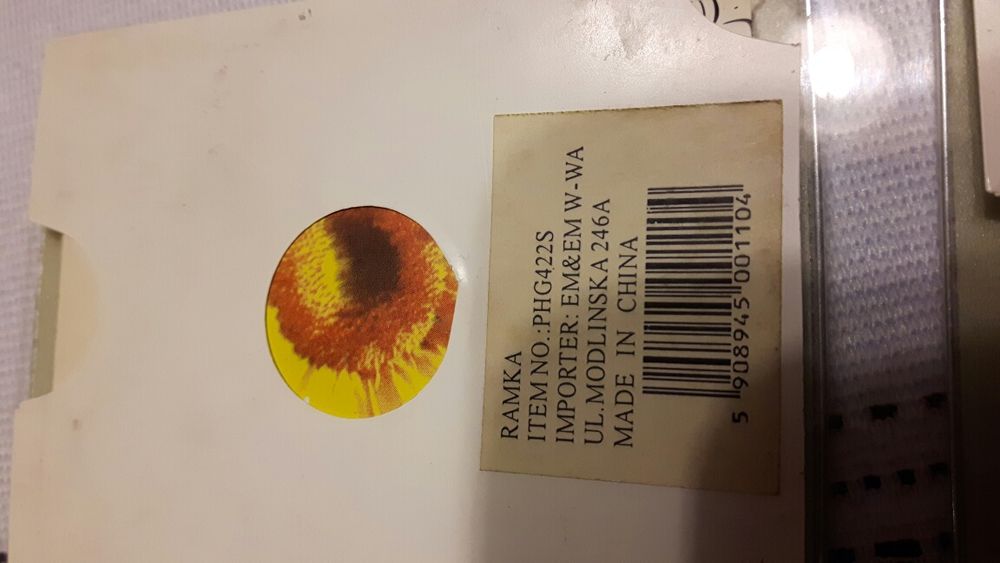 RAMKA
ITEM NO.:PHG422S
IMPORTER: EM&EM W-WA
UL.MODLINSKA 246A
MADE IN CHINA
5 908945 001104